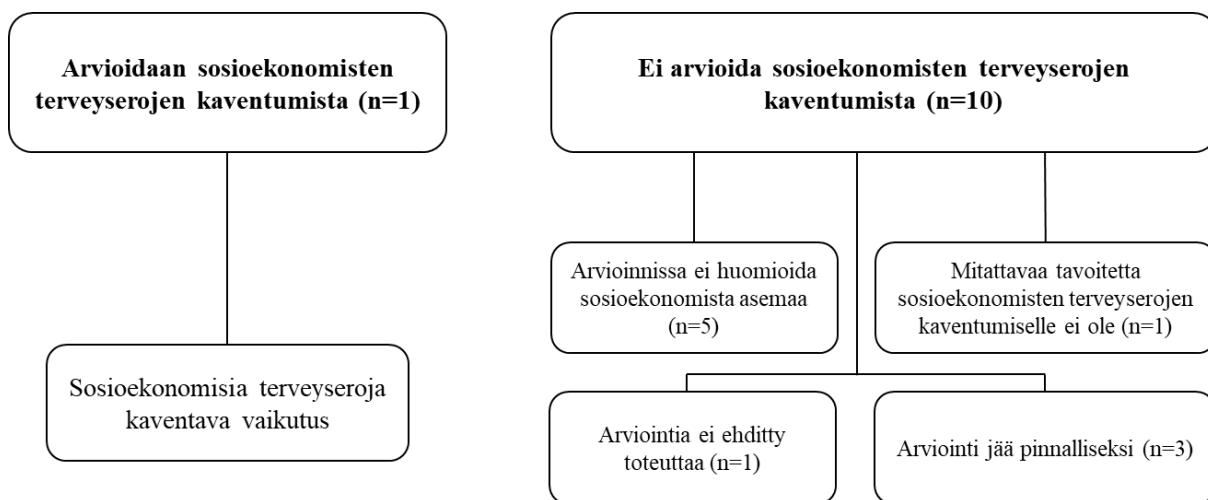 Arvioidaan sosioekonomisten
terveyserojen kaventumista (n=1)
Ei arvioida sosioekonomisten terveyserojen
kaventumista (n=10)
Arvioinnissa ei huomioida
sosioekonomista asemaa
(n=5)
Mitattavaa tavoitetta
sosioekonomisten terveyserojen
kaventumiselle ei ole (n=1)
Sosioekonomisia terveyseroja
kaventava vaikutus
Arviointia ei ehditty
toteuttaa (n=1)
Arviointi jää pinnalliseksi (n=3)